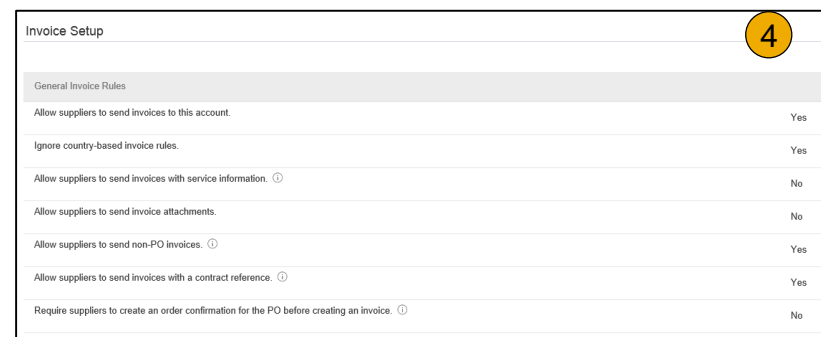 Invoice Setup
4
General Invoice Rules
Allow suppliers to send invoices to this account. Yes
Ignore country-based invoice rules. Yes
Allow suppliers to send invoices with service information. No
Allow suppliers to send invoice attachments. No
Allow suppliers to send non-PO invoices. Yes
Allow suppliers to send invoices with a contract reference. Yes
Require suppliers to create an order confirmation for the PO before creating an invoice. No